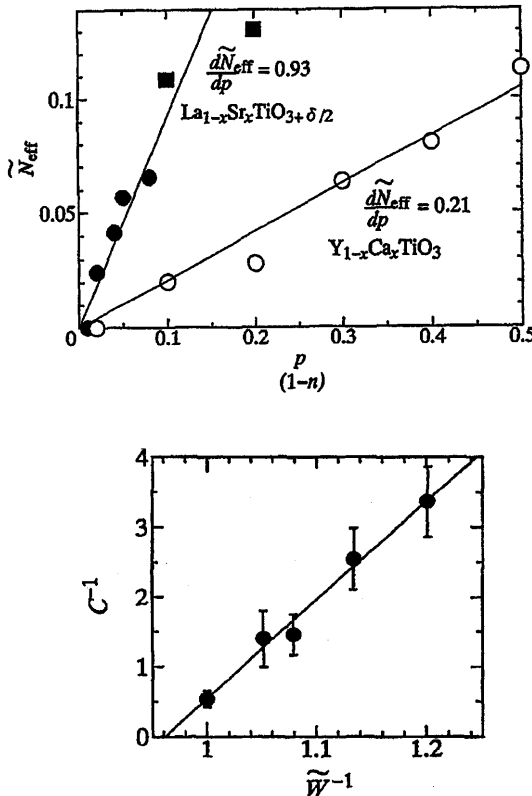 0.1
0.05
0
Ñeff
dÑeff/dp = 0.93
La1−xSrxTiO3+δ/2
dÑeff/dp = 0.21
Y1−xCaxTiO3
0 0.1 0.2 0.3 0.4 0.5
p
(1−n)
4
3
2
1
0
C⁻¹
1 1.1 1.2
W̃⁻¹